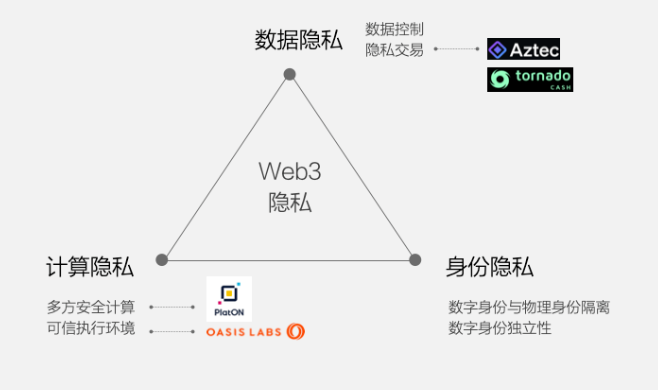 数据隐私
数据控制
隐私交易
Aztec
tornado
CASH
Web3
隐私
计算隐私
多方安全计算
可信执行环境
PlatON
OASIS LABS
身份隐私
数字身份与物理身份隔离
数字身份独立性